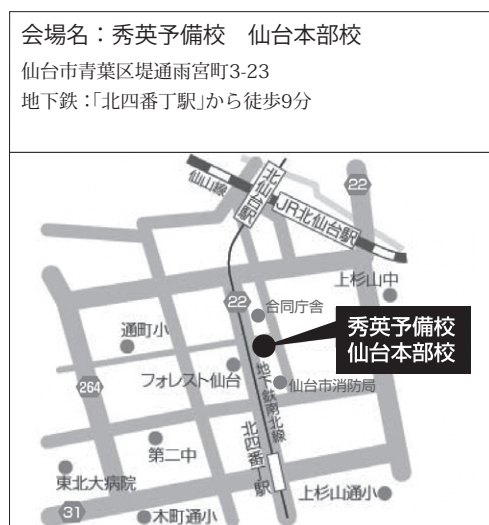 会場名：秀英予備校　仙台本部校
仙台市青葉区堤通雨宮町3-23
地下鉄：「北四番丁駅」から徒歩9分
22
仙山線
北仙台駅
JR北仙台駅
上杉山中
22
合同庁舎
秀英予備校
仙台本部校
通町小
フォレスト仙台
地下鉄南北線
仙台市消防局
264
北四番丁駅
第二中
東北大病院
上杉山通小
31
木町通小